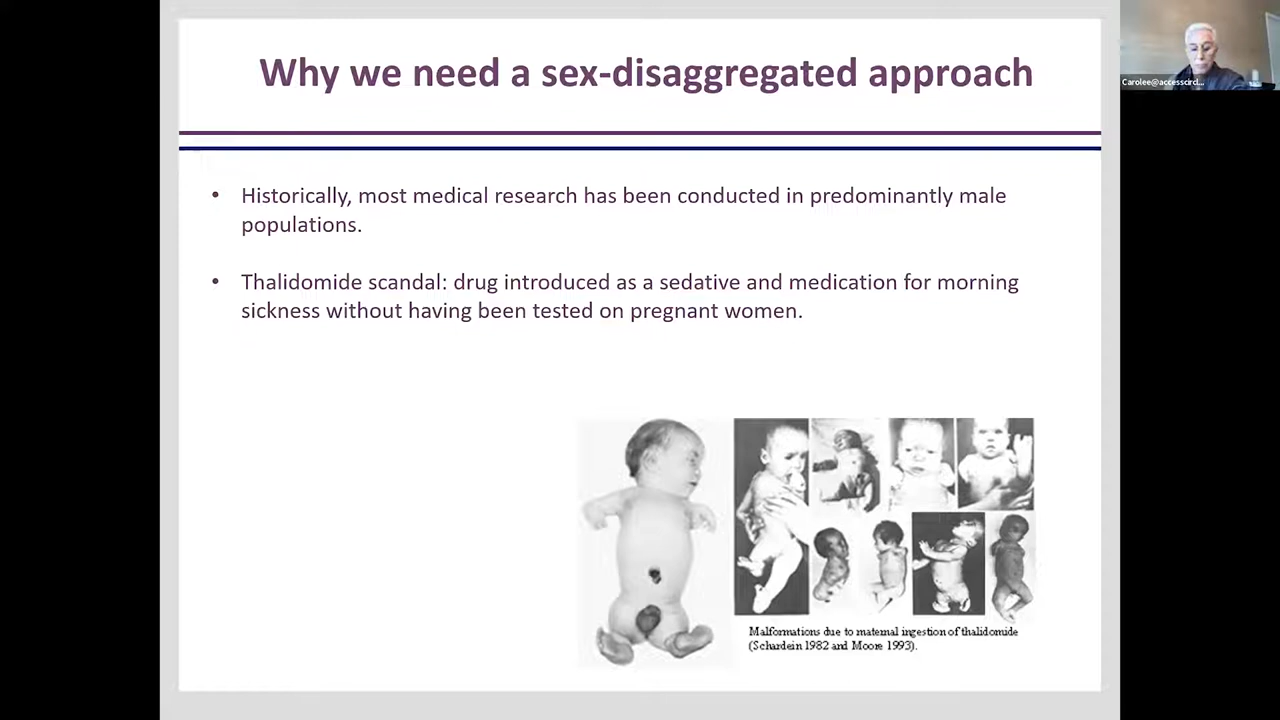 Why we need a sex-disaggregated approach
Carolee@accesscircl...
• Historically, most medical research has been conducted in predominantly male
populations.
• Thalidomide scandal: drug introduced as a sedative and medication for morning
sickness without having been tested on pregnant women.
Malformations due to maternal ingestion of thalidomide
(Schardein 1982 and Moore 1993).